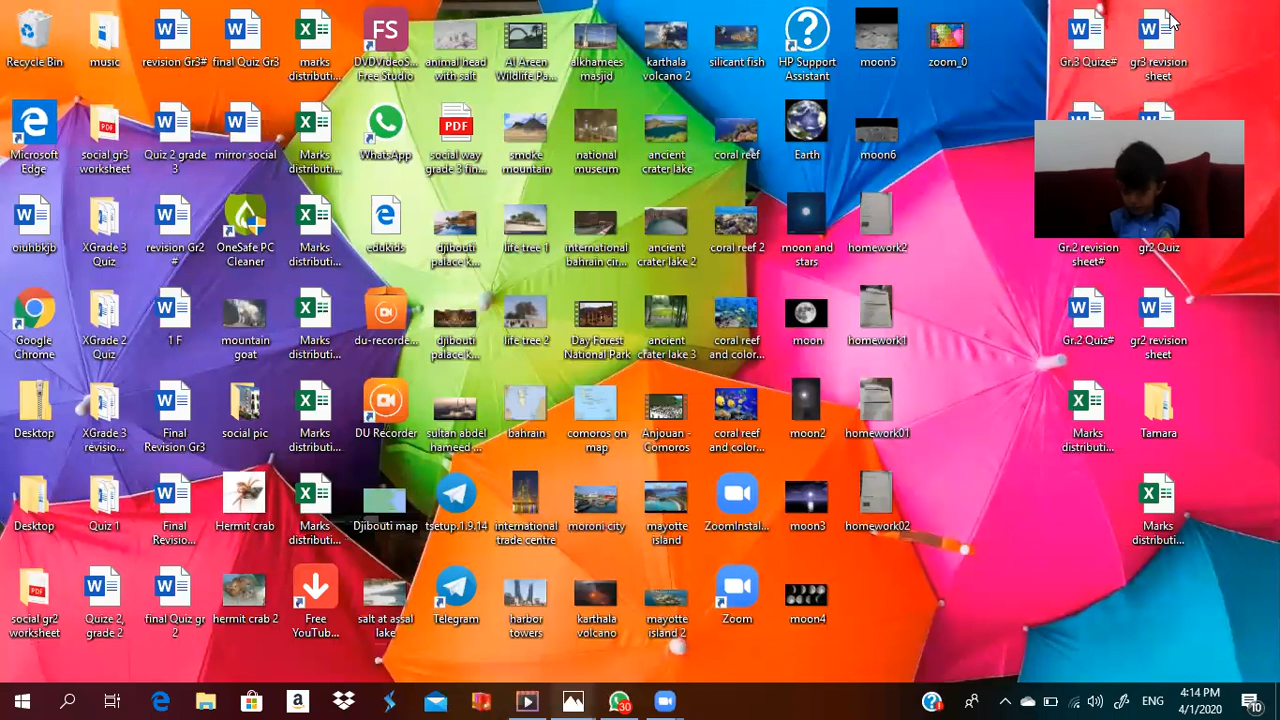 Recycle Bin
music
revision Gr3#
final Quiz Gr3
marks
distributi...
FS
DVDVideoS...
Free Studio
animal head
with salt
Al Areen
Wildlife Pa...
alkhamees
masjid
karthala
volcano 2
silicant fish
HP Support
Assistant
moon5
zoom_0
Gr.3 Quize#
gr3 revision
sheet
Microsoft
Edge
social gr3
worksheet
Quiz 2 grade
3
mirror social
Marks
distributi...
WhatsApp
PDF
social way
grade 3 fin...
smoke
mountain
national
museum
ancient
crater lake
coral reef
Earth
moon6
oiuhbkjb
XGrade 3
Quiz
revision Gr2
#
OneSafe PC
Cleaner
Marks
distributi...
edukids
djibouti
palace k...
life tree 1
international
bahrain cir...
ancient
crater lake 2
coral reef 2
moon and
stars
homework2
Gr.2 revision
sheet#
gr2 Quiz
Google
Chrome
XGrade 2
Quiz
1 F
mountain
goat
Marks
distributi...
du-recorde...
djibouti
palace k...
life tree 2
Day Forest
National Park
ancient
crater lake 3
coral reef
and color...
moon
homework1
Gr.2 Quiz#
gr2 revision
sheet
Desktop
XGrade 3
revisio...
Final
Revision Gr3
social pic
Marks
distributi...
DU Recorder
sultan abdel
hameed ...
bahrain
comoros on
map
Anjouan -
Comoros
coral reef
and color...
moon2
homework01
Marks
distributi...
Tamara
Desktop
Quiz 1
Final
Revisio...
Hermit crab
Marks
distributi...
Djibouti map
tsetup.1.9.14
international
trade centre
moroni city
mayotte
island
ZoomInstal...
moon3
homework02
Marks
distributi...
social gr2
worksheet
Quize 2,
grade 2
final Quiz gr
2
hermit crab 2
Free
YouTub...
salt at assal
lake
Telegram
harbor
towers
karthala
volcano
mayotte
island 2
Zoom
moon4
30
ENG
4:14 PM
4/1/2020
10